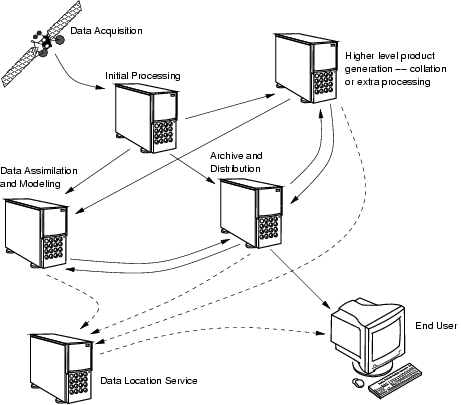 Data Acquisition
Higher level product
generation –– collation
or extra processing
Initial Processing
Archive and
Distribution
Data Assimilation
and Modeling
End User
Data Location Service